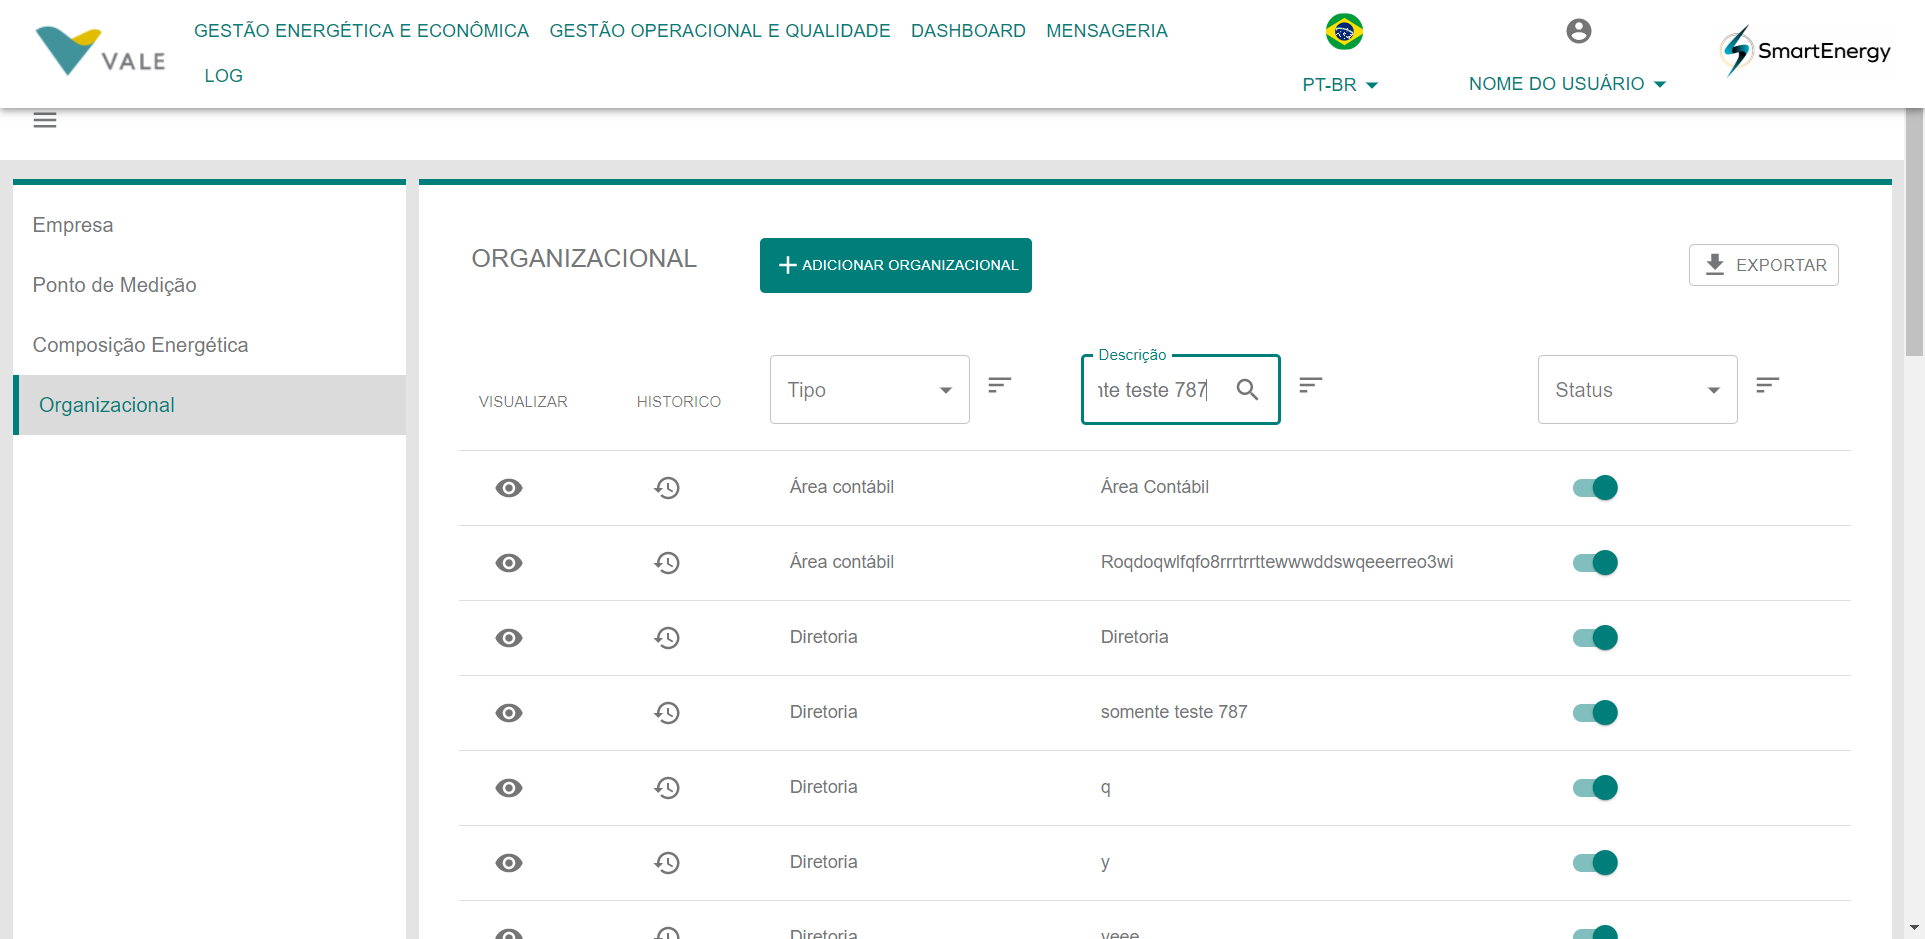 VALE
GESTÃO ENERGÉTICA E ECONÔMICA GESTÃO OPERACIONAL E QUALIDADE DASHBOARD MENSAGERIA
LOG
PT-BR
NOME DO USUÁRIO
SmartEnergy
Empresa
Ponto de Medição
Composição Energética
Organizacional
ORGANIZACIONAL
ADICIONAR ORGANIZACIONAL
EXPORTAR
VISUALIZAR HISTORICO Tipo Descrição Status
teste 787
Área contábil Área Contábil
Área contábil Roqdoqwlfqfo8rrrtrrttewwwddswqeeerreo3wi
Diretoria Diretoria
Diretoria somente teste 787
Diretoria q
Diretoria y
Diretoria veee